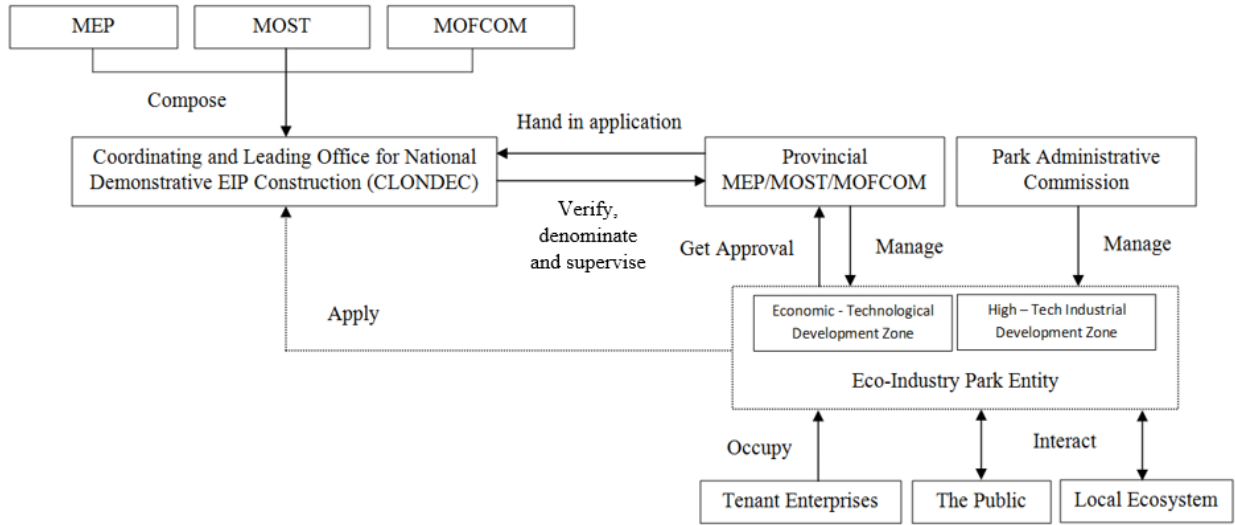 MEP
MOST
MOFCOM
Compose
Hand in application
Coordinating and Leading Office for National
Demonstrative EIP Construction (CLONDEC)
Provincial
MEP/MOST/MOFCOM
Park Administrative
Commission
Verify,
denominate
and supervise
Get Approval
Manage
Manage
Apply
Economic - Technological
Development Zone
High – Tech Industrial
Development Zone
Eco-Industry Park Entity
Occupy
Interact
Tenant Enterprises
The Public
Local Ecosystem